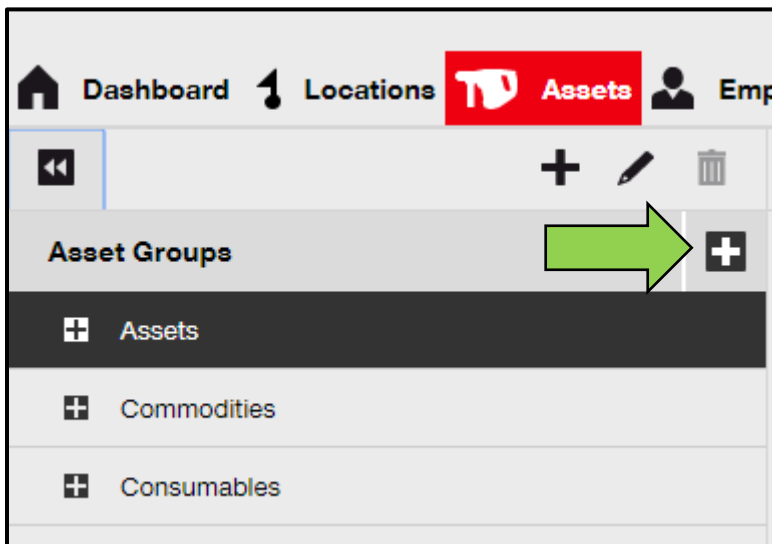 Dashboard Locations Assets Emp
Asset Groups
Assets
Commodities
Consumables